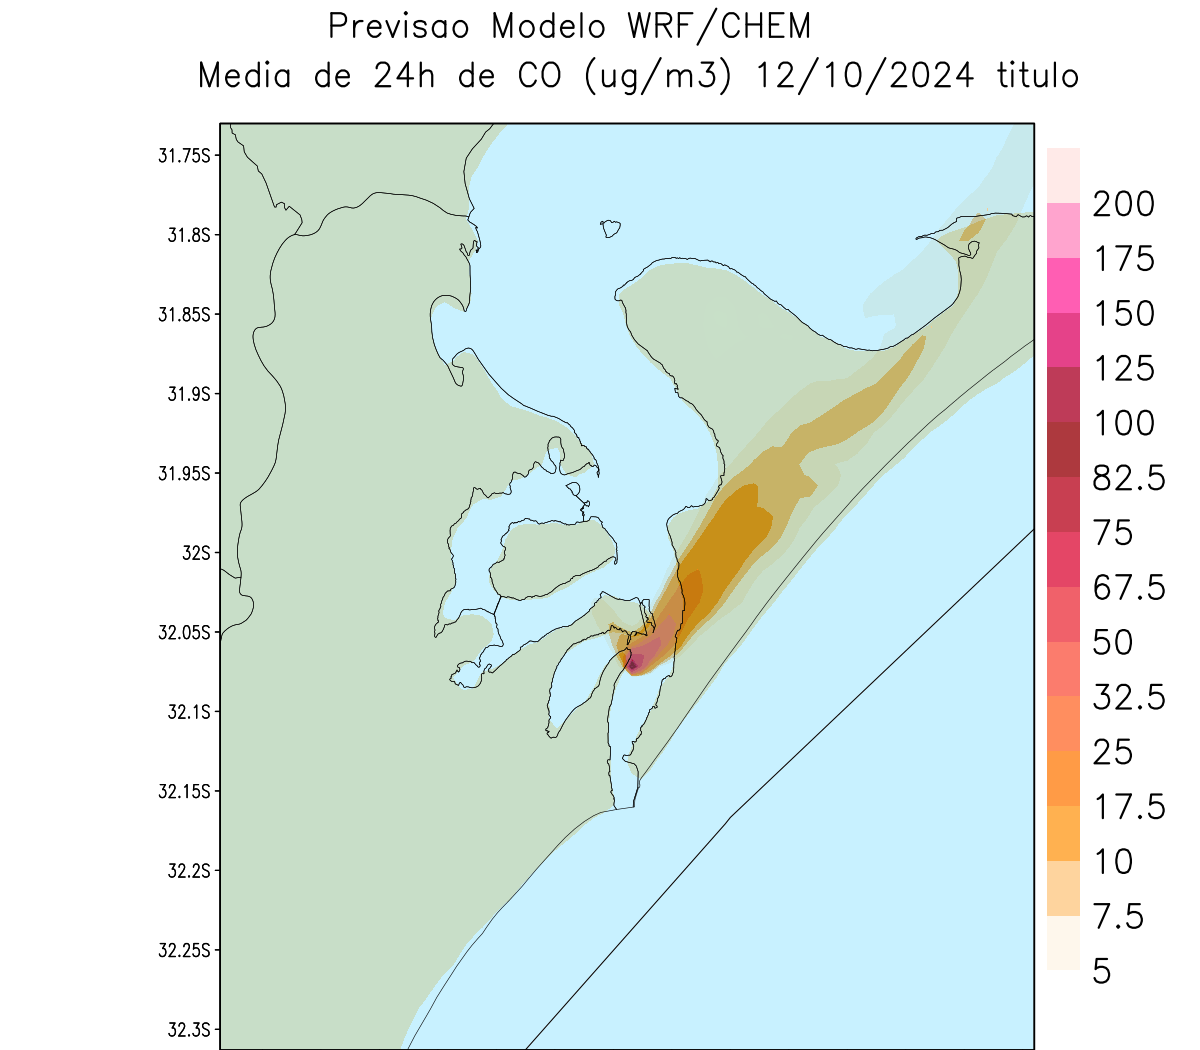 Previsao Modelo WRF/CHEM
Media de 24h de CO (ug/m3) 12/10/2024 titulo
31.75S
31.8S
31.85S
31.9S
31.95S
32S
32.05S
32.1S
32.15S
32.2S
32.25S
32.3S
200
175
150
125
100
82.5
75
67.5
50
32.5
25
17.5
10
7.5
5